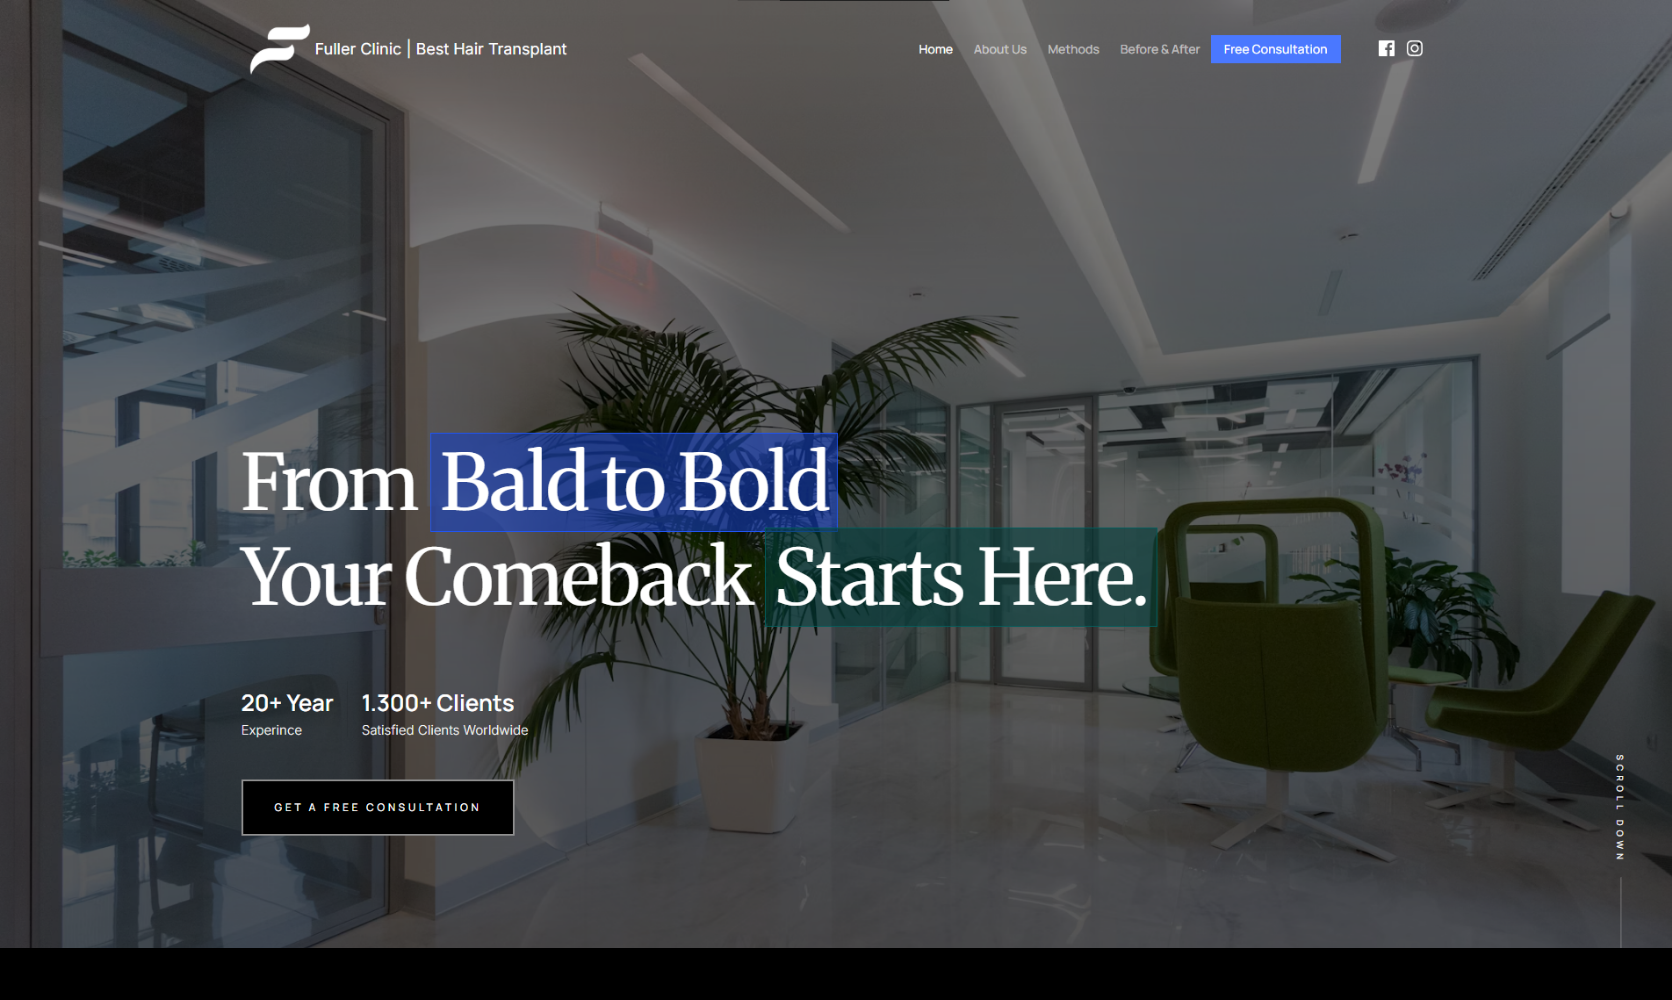 Fuller Clinic | Best Hair Transplant
Home About Us Methods Before & After Free Consultation
From Bald to Bold
Your Comeback Starts Here.
20+ Year 1.300+ Clients
Experince Satisfied Clients Worldwide
GET A FREE CONSULTATION
SCROLL DOWN